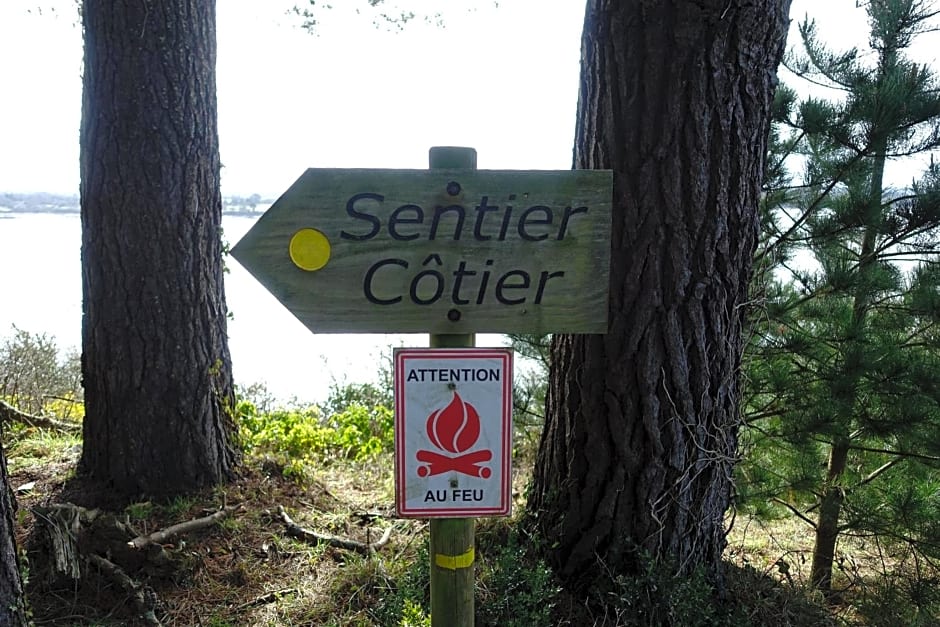 Sentier
Côtier
ATTENTION
AU FEU